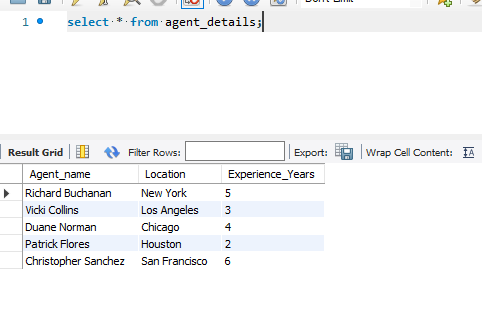 Don't Limit
1 select * from agent_details;
Result Grid Filter Rows: Export: Wrap Cell Content:
Agent_name Location Experience_Years
Richard Buchanan New York 5
Vicki Collins Los Angeles 3
Duane Norman Chicago 4
Patrick Flores Houston 2
Christopher Sanchez San Francisco 6